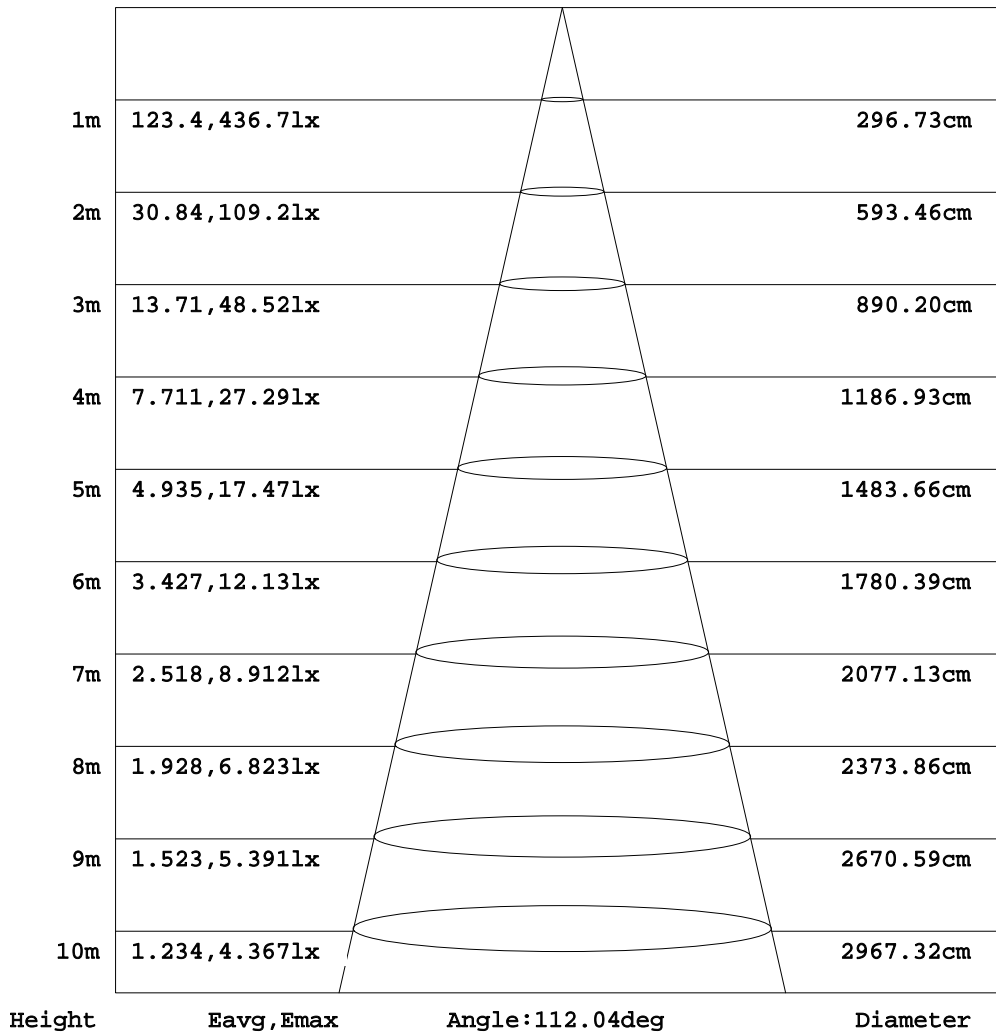 1m 123.4,436.7lx 296.73cm
2m 30.84,109.2lx 593.46cm
3m 13.71,48.52lx 890.20cm
4m 7.711,27.29lx 1186.93cm
5m 4.935,17.47lx 1483.66cm
6m 3.427,12.13lx 1780.39cm
7m 2.518,8.912lx 2077.13cm
8m 1.928,6.823lx 2373.86cm
9m 1.523,5.391lx 2670.59cm
10m 1.234,4.367lx 2967.32cm
Height Eavg,Emax Angle:112.04deg Diameter